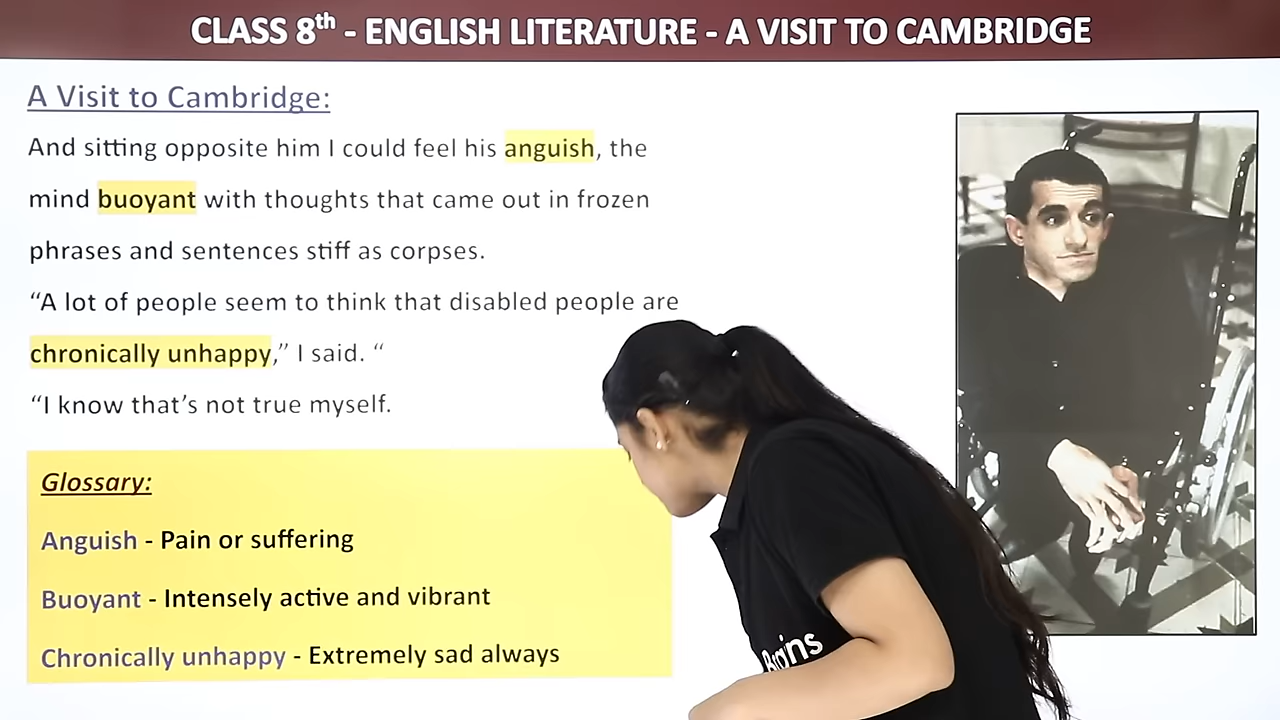 CLASS 8th - ENGLISH LITERATURE - A VISIT TO CAMBRIDGE
A Visit to Cambridge:
And sitting opposite him I could feel his anguish, the
mind buoyant with thoughts that came out in frozen
phrases and sentences stiff as corpses.
“A lot of people seem to think that disabled people are
chronically unhappy,” I said. “
“I know that’s not true myself.
Glossary:
Anguish - Pain or suffering
Buoyant - Intensely active and vibrant
Chronically unhappy - Extremely sad always